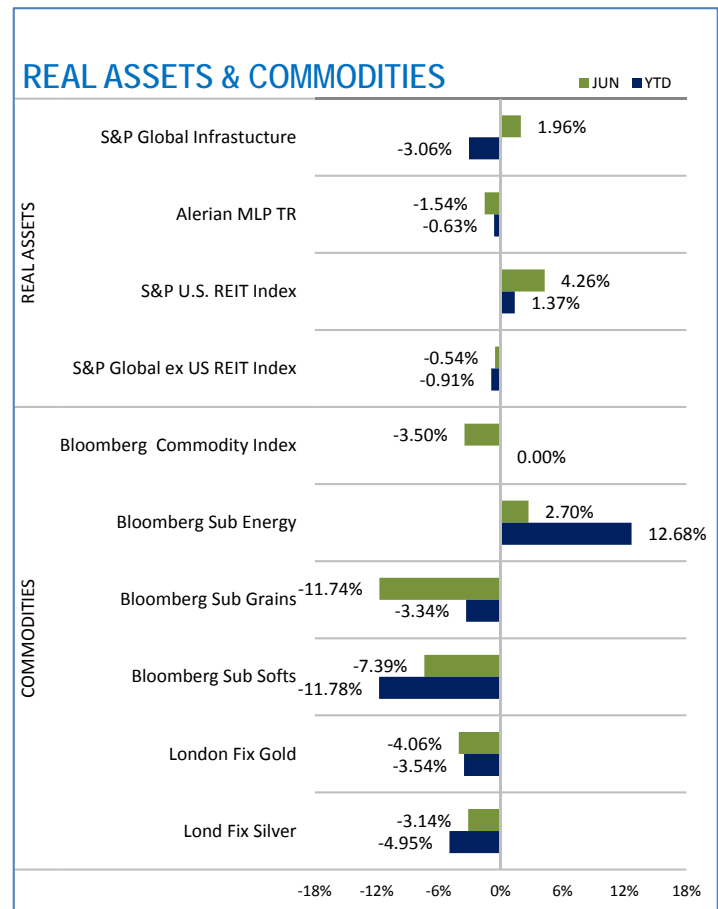 REAL ASSETS & COMMODITIES
JUN YTD
REAL ASSETS
S&P Global Infrastucture
1.96%
-3.06%
Alerian MLP TR
-1.54%
-0.63%
S&P U.S. REIT Index
4.26%
1.37%
S&P Global ex US REIT Index
-0.54%
-0.91%
COMMODITIES
Bloomberg Commodity Index
-3.50%
0.00%
Bloomberg Sub Energy
2.70%
12.68%
Bloomberg Sub Grains
-11.74%
-3.34%
Bloomberg Sub Softs
-7.39%
-11.78%
London Fix Gold
-4.06%
-3.54%
Lond Fix Silver
-3.14%
-4.95%
-18% -12% -6% 0% 6% 12% 18%